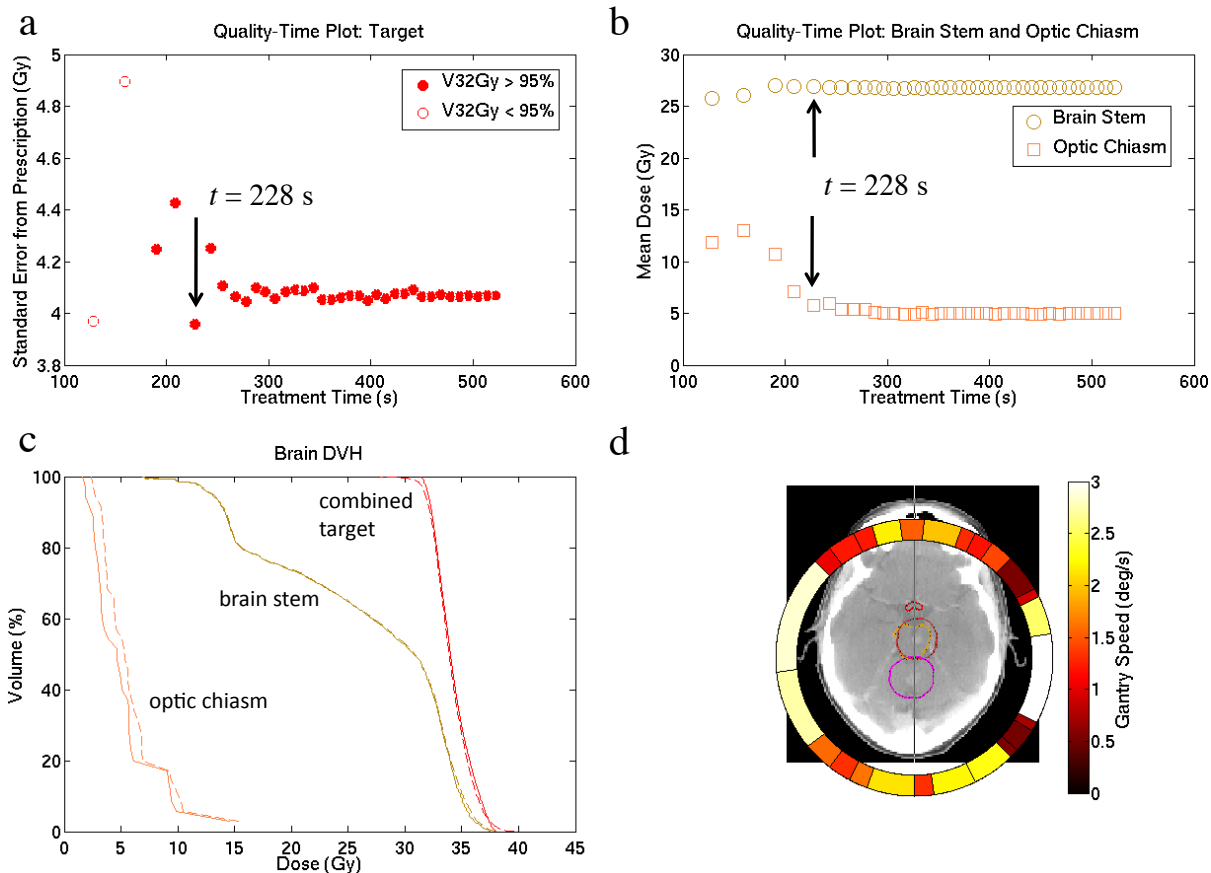 a
Quality-Time Plot: Target
5
4.8
4.6
4.4
4.2
4
3.8
Standard Error from Prescription (Gy)
V32Gy > 95%
V32Gy < 95%
t = 228 s
100 200 300 400 500 600
Treatment Time (s)
b
Quality-Time Plot: Brain Stem and Optic Chiasm
30
25
20
15
10
5
0
Mean Dose (Gy)
Brain Stem
Optic Chiasm
t = 228 s
100 200 300 400 500 600
Treatment Time (s)
c
Brain DVH
100
80
60
40
20
0
Volume (%)
combined
target
brain stem
optic chiasm
0 5 10 15 20 25 30 35 40 45
Dose (Gy)
d
3
2.5
2
1.5
1
0.5
0
Gantry Speed (deg/s)